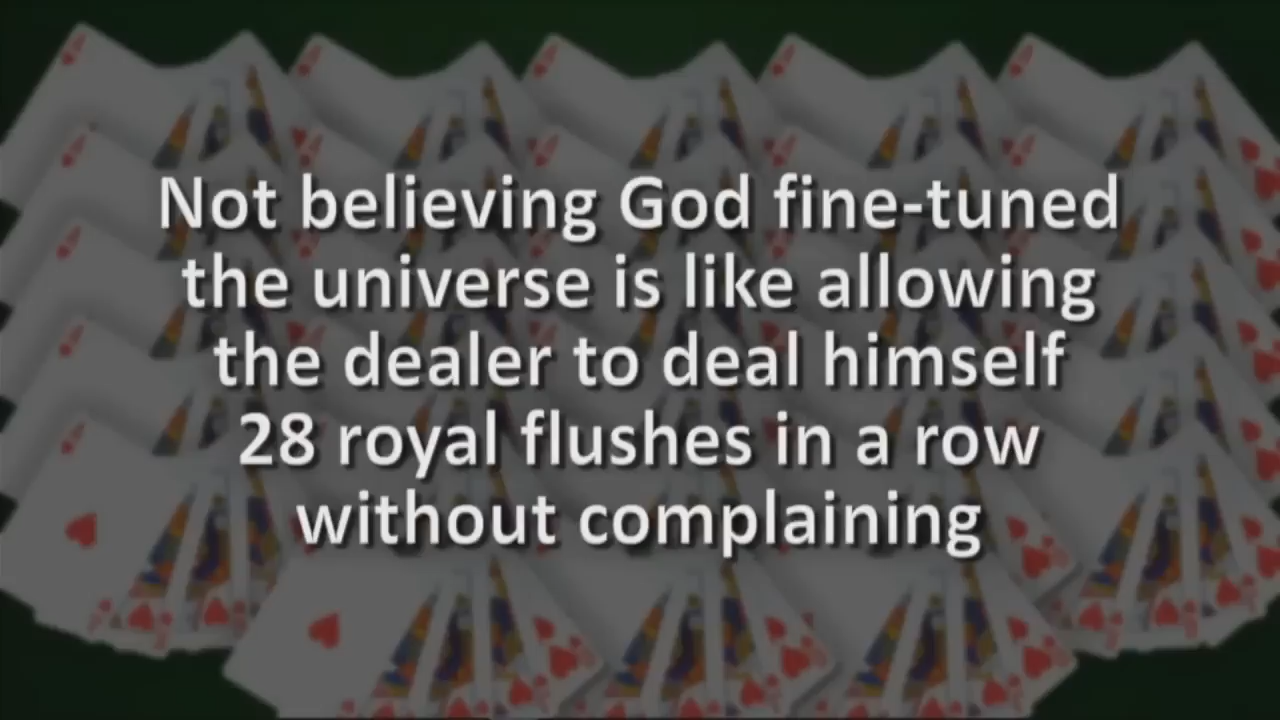 Not believing God fine-tuned
the universe is like allowing
the dealer to deal himself
28 royal flushes in a row
without complaining